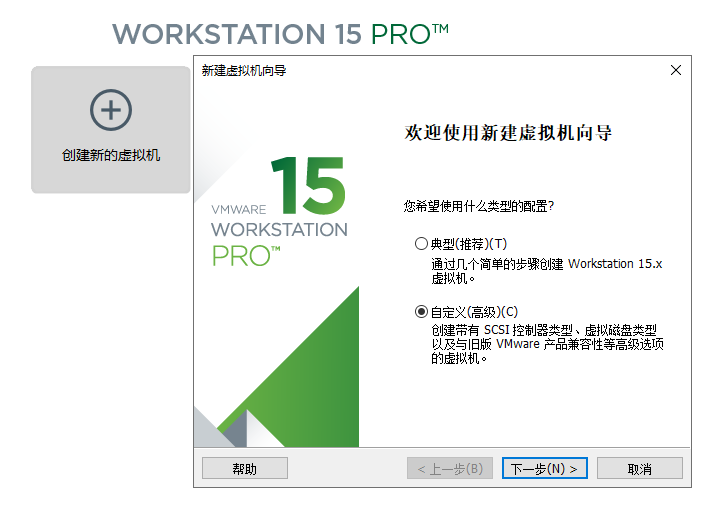 WORKSTATION 15 PRO™
创建新的虚拟机
新建虚拟机向导
15
VMWARE
WORKSTATION
PRO™
欢迎使用新建虚拟机向导
您希望使用什么类型的配置?
典型(推荐)(T)
通过几个简单的步骤创建 Workstation 15.x
虚拟机。
自定义(高级)(C)
创建带有 SCSI 控制器类型、虚拟磁盘类型
以及与旧版 VMware 产品兼容性等高级选项
的虚拟机。
帮助
< 上一步(B)
下一步(N) >
取消